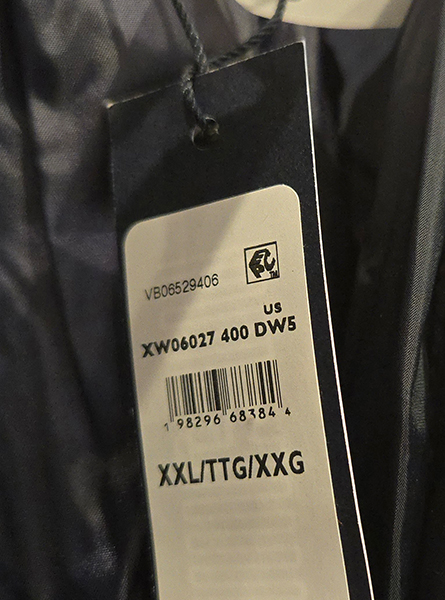 VB06529406
US
XW06027 400 DW5
1 98296 68384 4
XXL/TTG/XXG